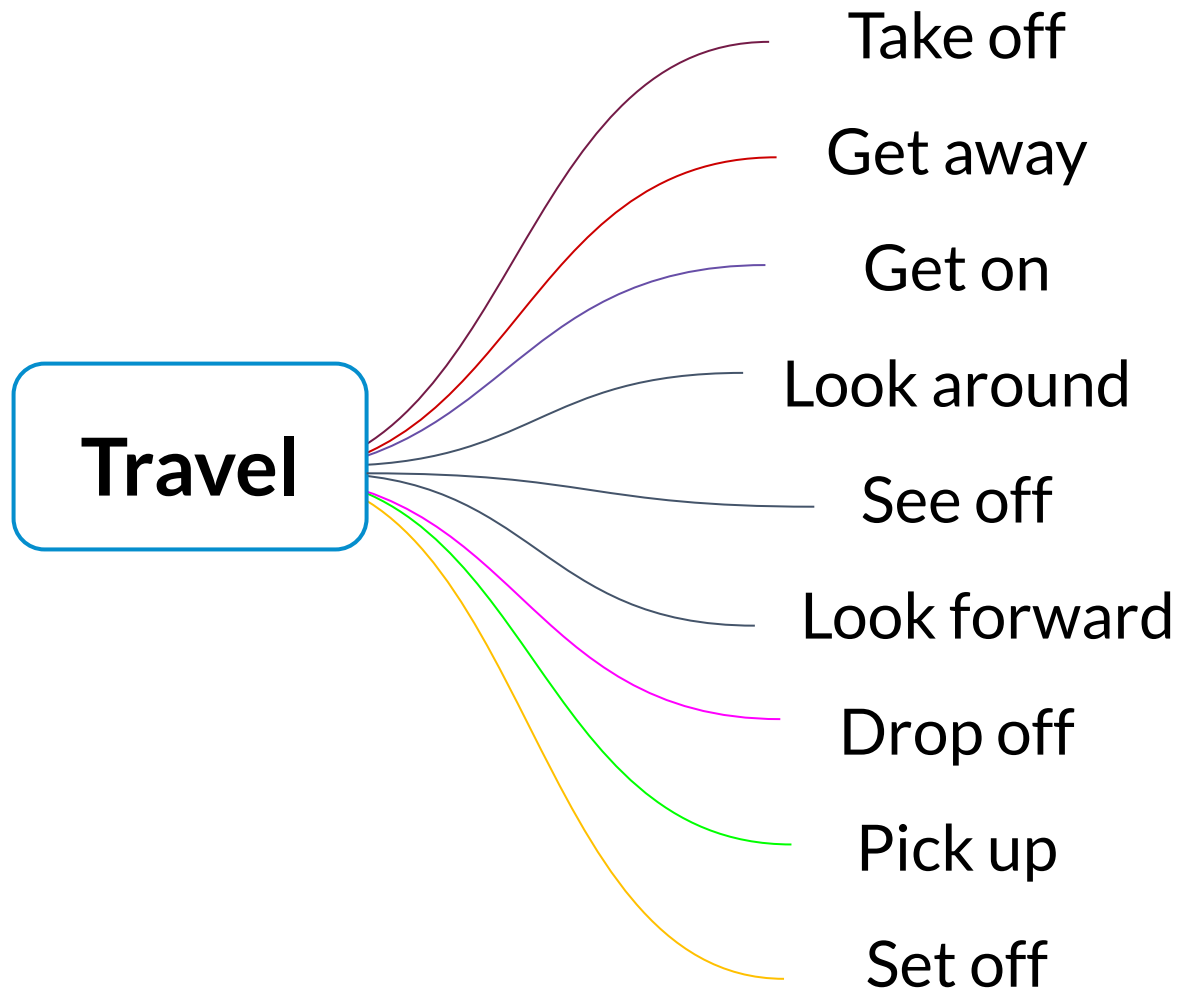 Take off
Get away
Get on
Look around
Travel
See off
Look forward
Drop off
Pick up
Set off